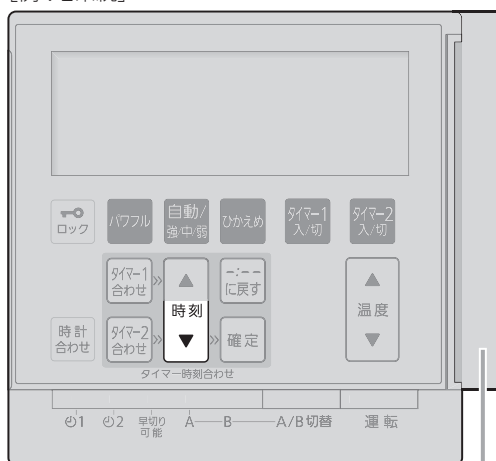 ロック
パワフル
自動/
強・中・弱
ひかえめ
タイマー1
入/切
タイマー2
入/切
タイマー1
合わせ
»
▲
時刻
▼
-:--
に戻す
▲
温度
▼
時計
合わせ
タイマー2
合わせ
»
»
確定
タイマー時刻合わせ
1
2
早切り
可能
A
B
A/B切替
運転